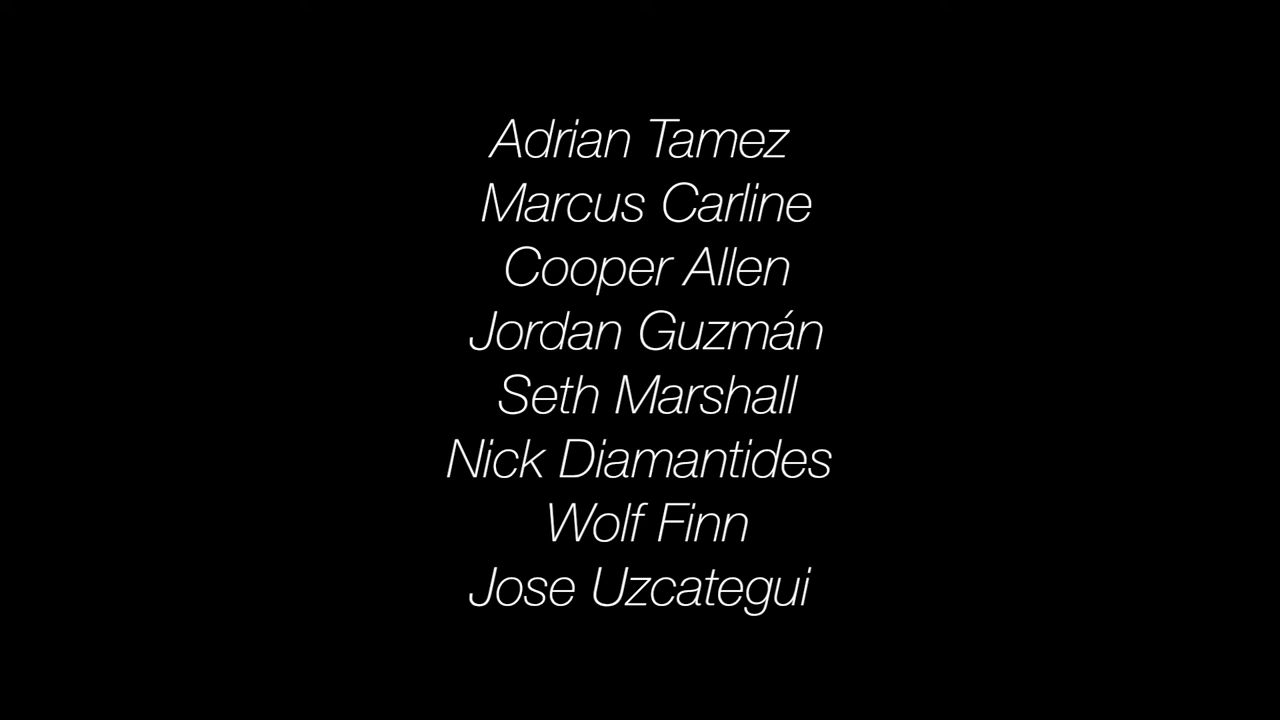 Adrian Tamez
Marcus Carline
Cooper Allen
Jordan Guzmán
Seth Marshall
Nick Diamantides
Wolf Finn
Jose Uzcategui